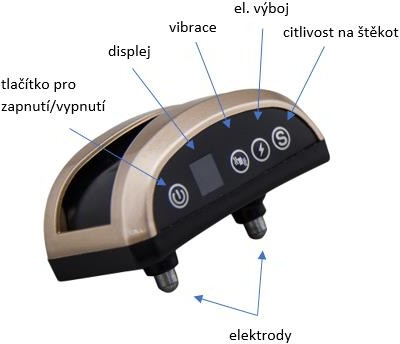 el. výboj
vibrace
citlivost na štěkot
displej
tlačítko pro
zapnutí/vypnutí
S
elektrody